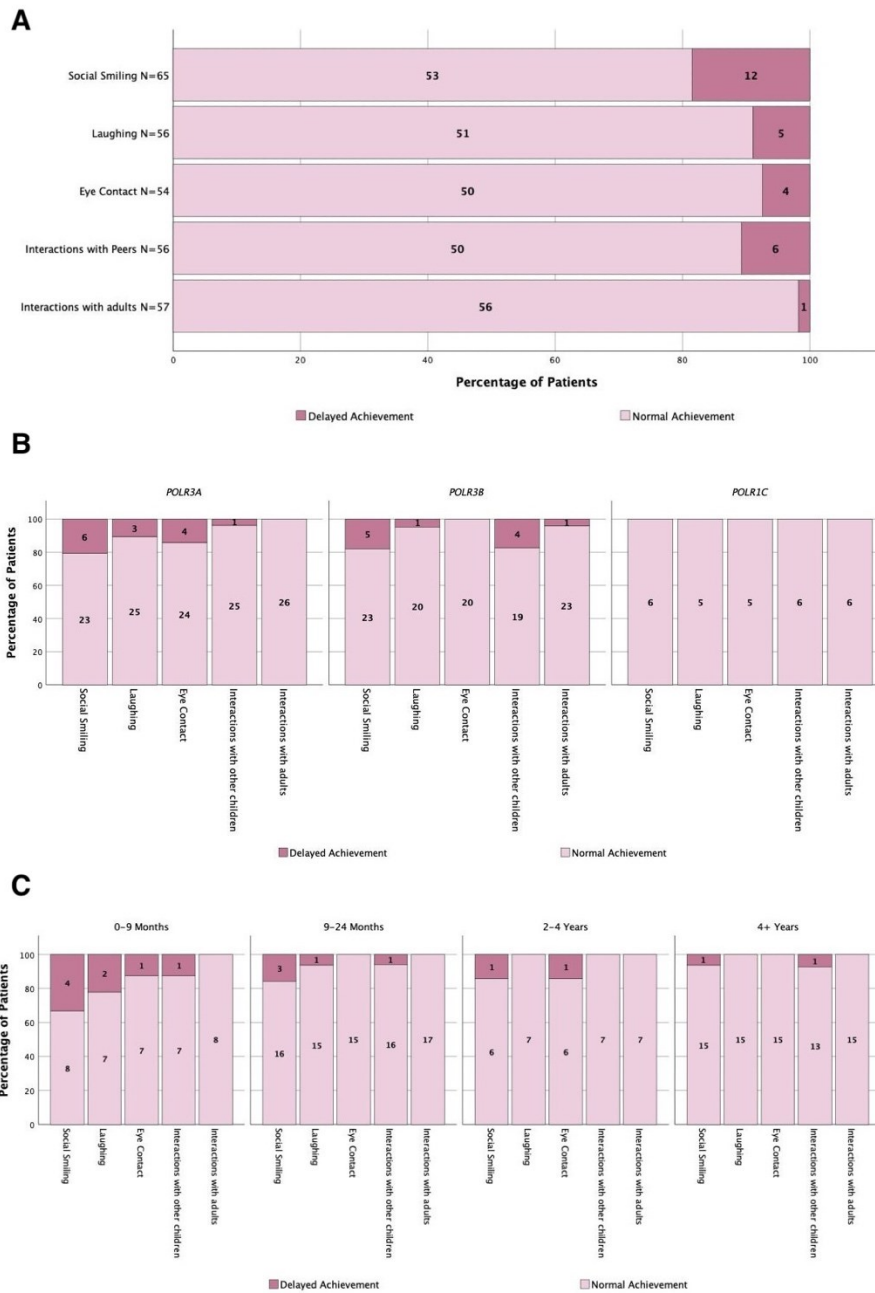 A
Social Smiling N=65
53
12
Laughing N=56
51
5
Eye Contact N=54
50
4
Interactions with Peers N=56
50
6
Interactions with adults N=57
56
1
0 20 40 60 80 100
Percentage of Patients
Delayed Achievement Normal Achievement
B
POLR3A POLR3B POLR1C
Percentage of Patients
100
80
60
40
20
0
6 3 4 1
23 25 24 25 26
5 1 4 1
23 20 20 19 23
6 5 5 6 6
Social Smiling
Laughing
Eye Contact
Interactions with other children
Interactions with adults
Social Smiling
Laughing
Eye Contact
Interactions with other children
Interactions with adults
Social Smiling
Laughing
Eye Contact
Interactions with other children
Interactions with adults
Delayed Achievement Normal Achievement
C
0-9 Months 9-24 Months 2-4 Years 4+ Years
Percentage of Patients
100
80
60
40
20
0
4 2 1 1
8 7 7 7 8
3 1 1
16 15 15 16 17
1 1
6 7 6 7 7
1 1
15 15 15 13 15
Social Smiling
Laughing
Eye Contact
Interactions with other children
Interactions with adults
Social Smiling
Laughing
Eye Contact
Interactions with other children
Interactions with adults
Social Smiling
Laughing
Eye Contact
Interactions with other children
Interactions with adults
Social Smiling
Laughing
Eye Contact
Interactions with other children
Interactions with adults
Delayed Achievement Normal Achievement